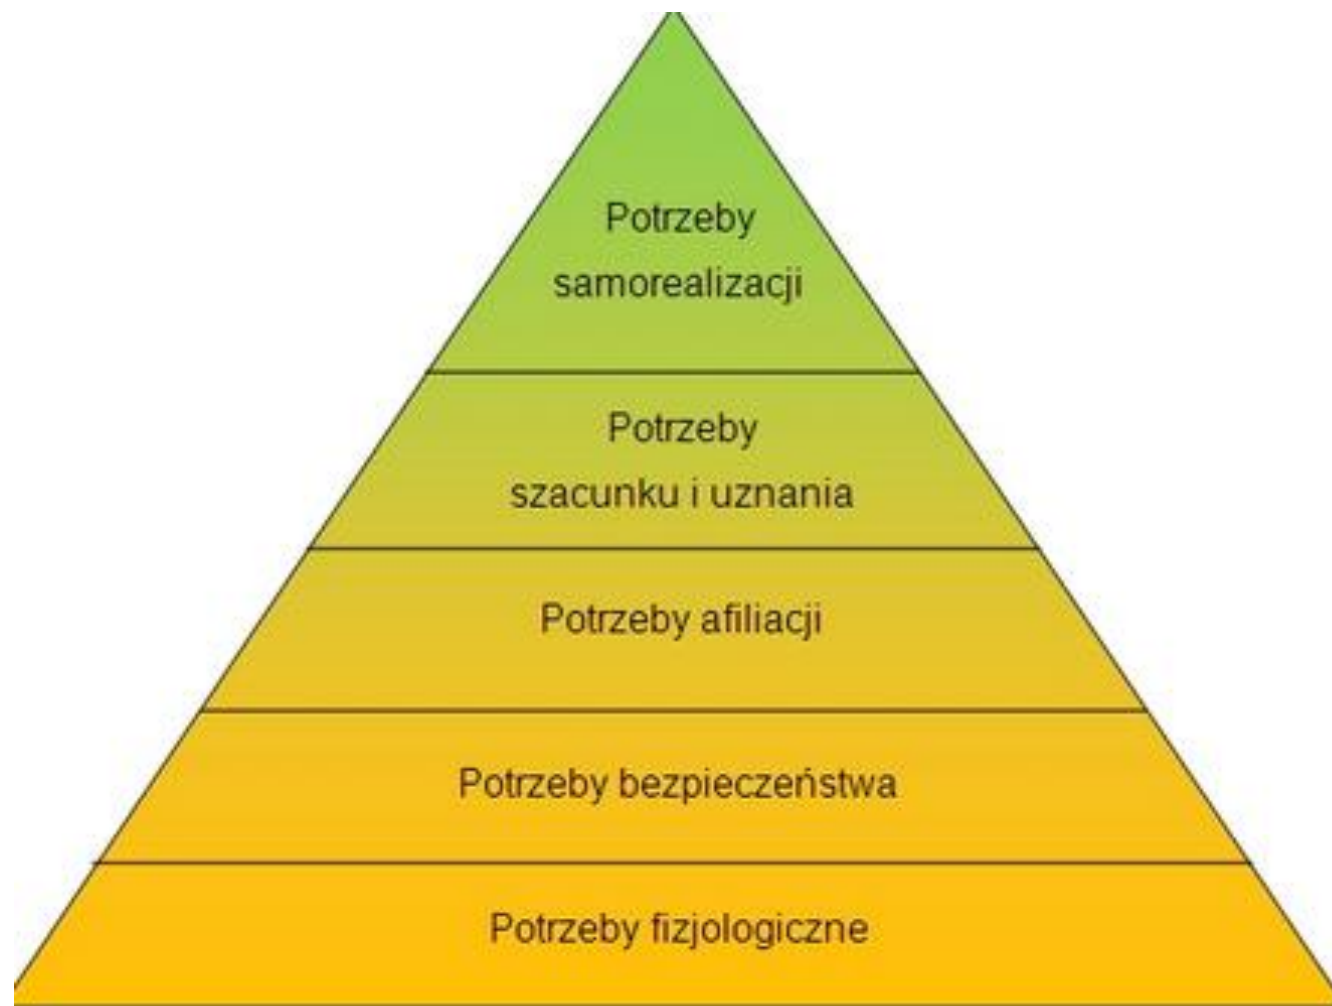 Potrzeby
samorealizacji
Potrzeby
szacunku i uznania
Potrzeby afiliacji
Potrzeby bezpieczeństwa
Potrzeby fizjologiczne